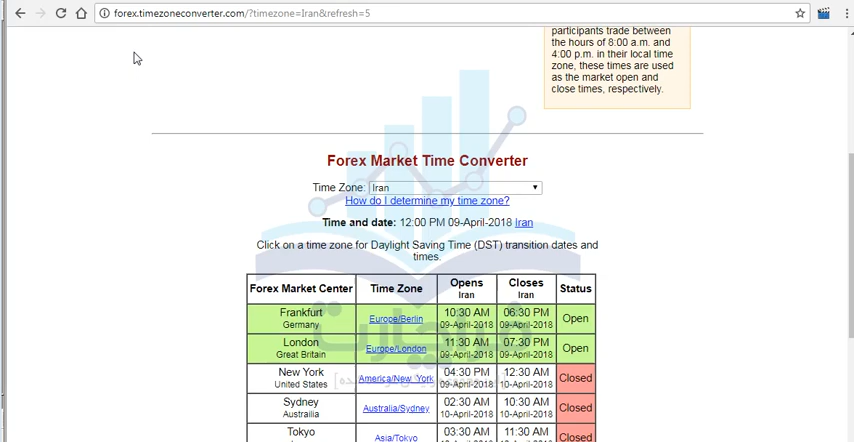 forex.timezoneconverter.com/?timezone=Iran&refresh=5
participants trade between
the hours of 8:00 a.m. and
4:00 p.m. in their local time
zone, these times are used
as the market open and
close times, respectively.
Forex Market Time Converter
Time Zone: Iran
How do I determine my time zone?
Time and date: 12:00 PM 09-April-2018 Iran
Click on a time zone for Daylight Saving Time (DST) transition dates and
times.
Forex Market Center Time Zone Opens Iran Closes Iran Status
Frankfurt Germany Europe/Berlin 10:30 AM 09-April-2018 06:30 PM 09-April-2018 Open
London Great Britain Europe/London 11:30 AM 09-April-2018 07:30 PM 09-April-2018 Open
New York United States America/New York 04:30 PM 09-April-2018 12:30 AM 10-April-2018 Closed
Sydney Austrailia Australia/Sydney 02:30 AM 10-April-2018 10:30 AM 10-April-2018 Closed
Tokyo Asia/Tokyo 03:30 AM 10-April-2018 11:30 AM 10-April-2018 Closed
فراچارت